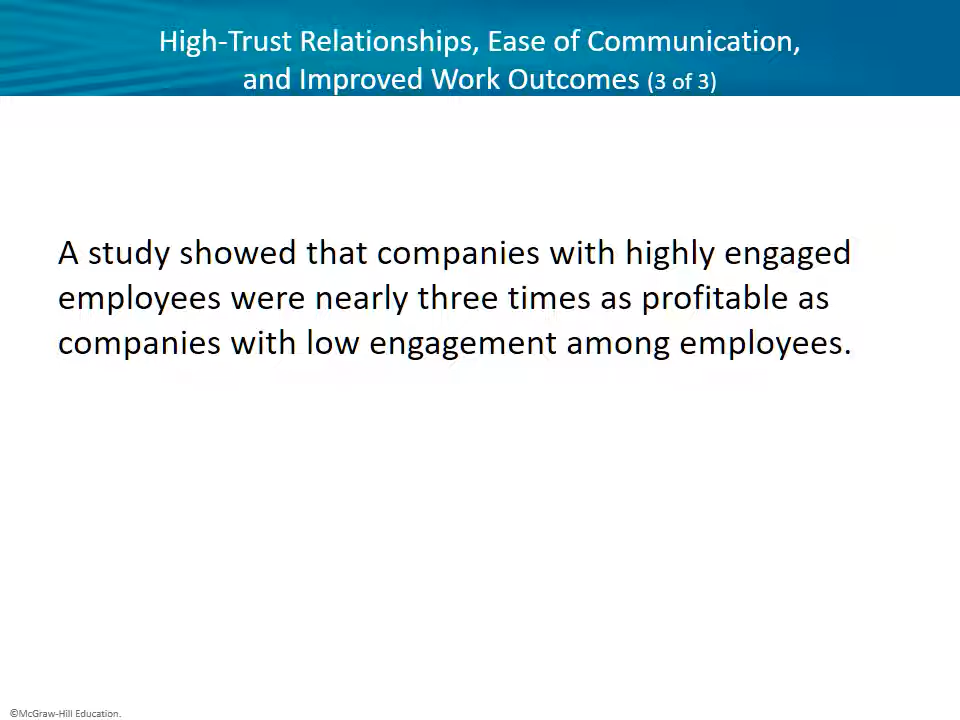 High-Trust Relationships, Ease of Communication,
and Improved Work Outcomes (3 of 3)
A study showed that companies with highly engaged
employees were nearly three times as profitable as
companies with low engagement among employees.
©McGraw-Hill Education.